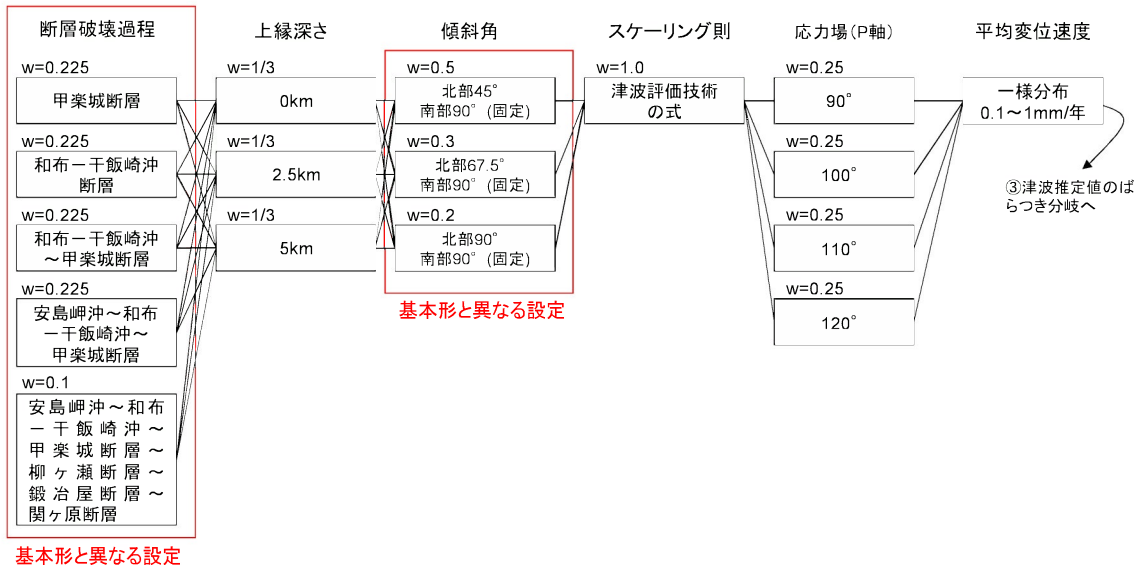 断層破壊過程
w=0.225
甲楽城断層
w=0.225
和布ー干飯崎沖
断層
w=0.225
和布ー干飯崎沖
～甲楽城断層
w=0.225
安島岬沖～和布
ー干飯崎沖～
甲楽城断層
w=0.1
安島岬沖～和布
ー干飯崎沖～
甲楽城断層～
柳ヶ瀬断層～
鍛冶屋断層～
関ヶ原断層
基本形と異なる設定
上縁深さ
w=1/3
0km
w=1/3
2.5km
w=1/3
5km
傾斜角
w=0.5
北部45°
南部90°(固定)
w=0.3
北部67.5°
南部90°(固定)
w=0.2
北部90°
南部90°(固定)
基本形と異なる設定
スケーリング則
w=1.0
津波評価技術
の式
応力場(P軸)
w=0.25
90°
w=0.25
100°
w=0.25
110°
w=0.25
120°
平均変位速度
一様分布
0.1～1mm/年
③津波推定値のば
らつき分岐へ